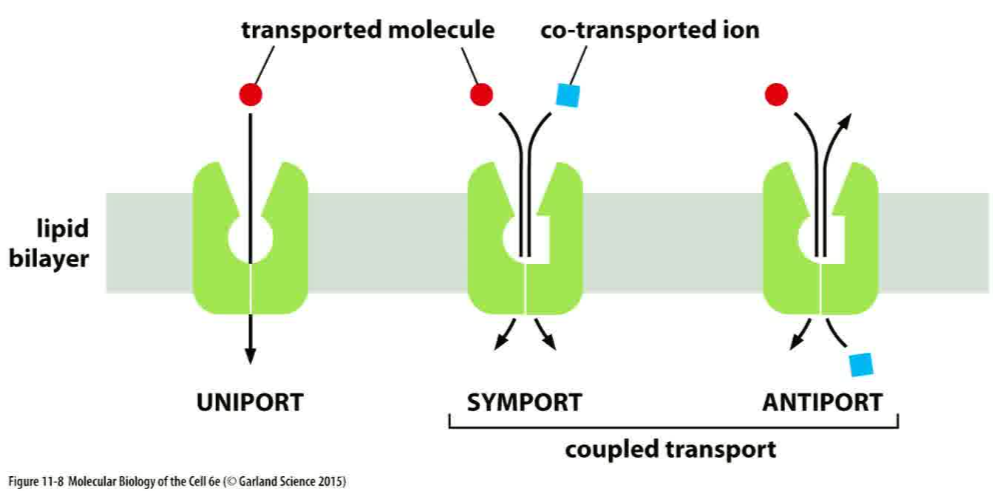 transported molecule
co-transported ion
lipid
bilayer
UNIPORT
SYMPORT
ANTIPORT
coupled transport
Figure 11-8 Molecular Biology of the Cell 6e (© Garland Science 2015)